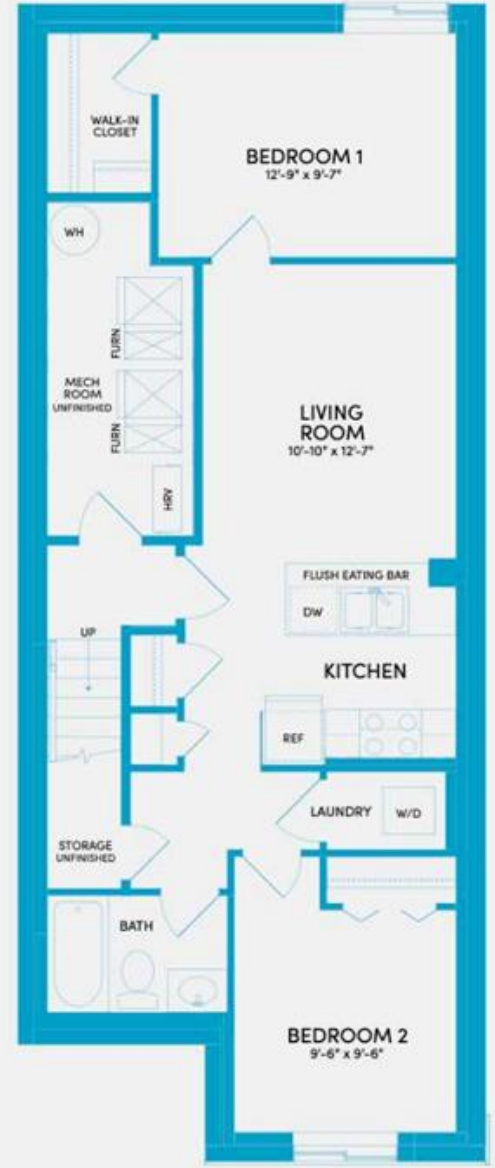 WALK-IN
CLOSET
BEDROOM 1
12'-9" x 9'-7"
WH
FURN
MECH
ROOM
UNFINISHED
FURN
HRV
LIVING
ROOM
10'-10" x 12'-7"
FLUSH EATING BAR
DW
UP
KITCHEN
REF
LAUNDRY
W/D
STORAGE
UNFINISHED
BATH
BEDROOM 2
9'-6" x 9'-6"